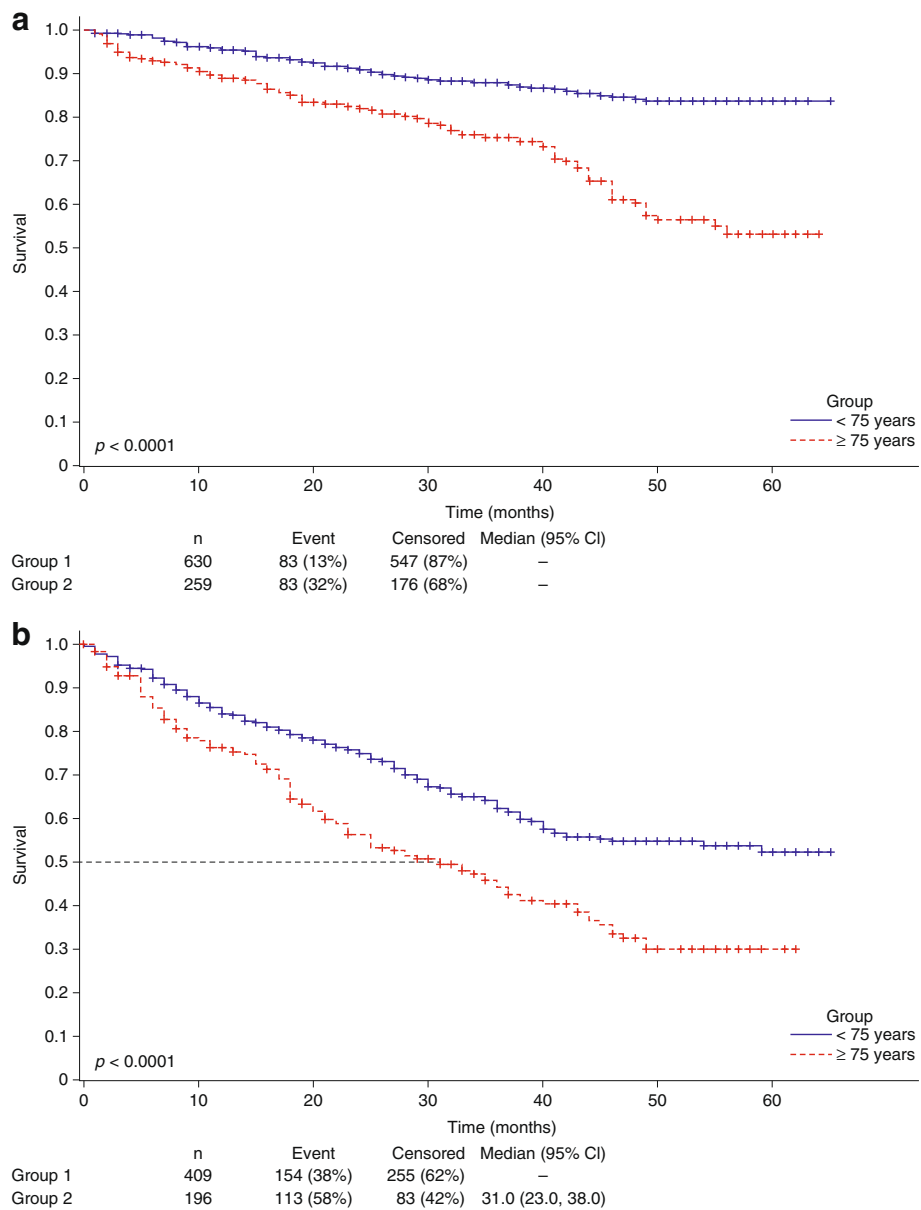 a
1.0
0.9
0.8
0.7
0.6
0.5
0.4
0.3
0.2
0.1
0
Survival
Group
< 75 years
≥ 75 years
p < 0.0001
0 10 20 30 40 50 60
Time (months)
n Event Censored Median (95% CI)
Group 1 630 83 (13%) 547 (87%) –
Group 2 259 83 (32%) 176 (68%) –
b
1.0
0.9
0.8
0.7
0.6
0.5
0.4
0.3
0.2
0.1
0
Survival
Group
< 75 years
≥ 75 years
p < 0.0001
0 10 20 30 40 50 60
Time (months)
n Event Censored Median (95% CI)
Group 1 409 154 (38%) 255 (62%) –
Group 2 196 113 (58%) 83 (42%) 31.0 (23.0, 38.0)